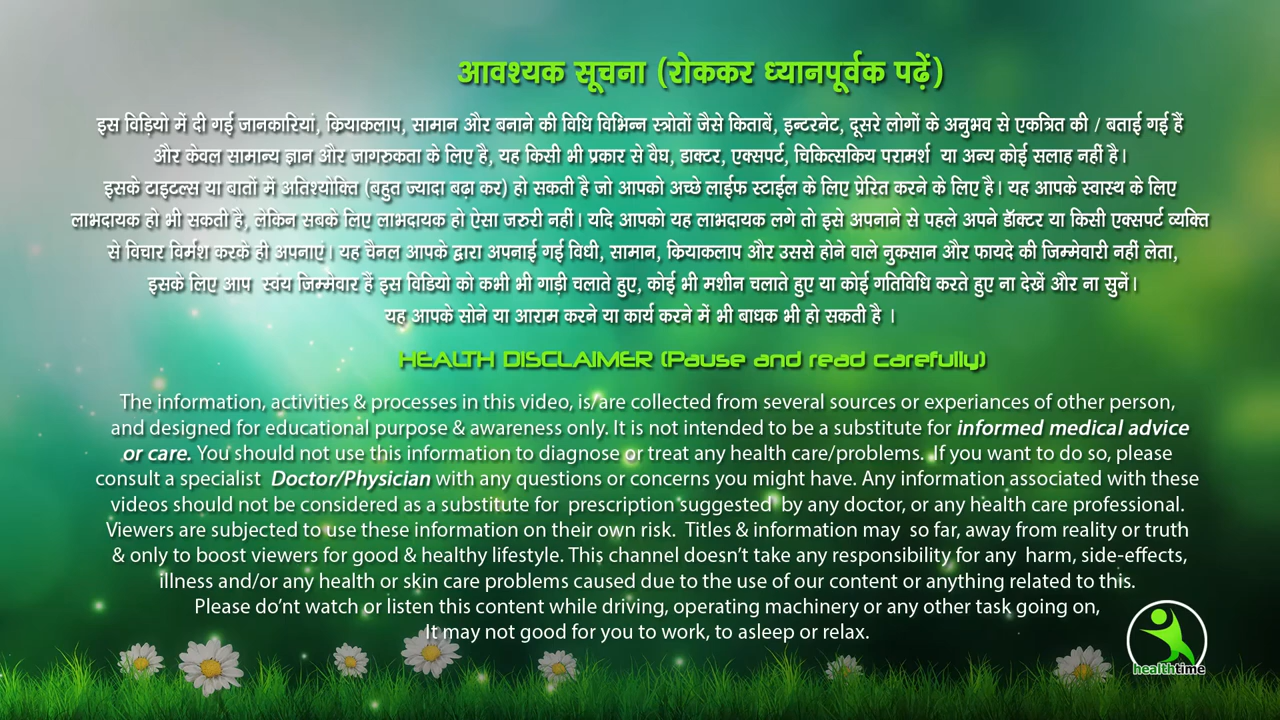 आवश्यक सूचना (रोककर ध्यानपूर्वक पढ़ें)
इस विड़ियो में दी गई जानकारियां, कियाकलाप, सामान और बनाने की विधि विभिन्न स्त्रोतों जैसे किताबें, इन्टरनेट, दूसरे लोगों के अनुभव से एकत्रित की / बताई गई हैं
और केवल सामान्य ज्ञान और जागरुकता के लिए है, यह किसी भी प्रकार से वैघ, डाक्टर, एक्सपर्ट, चिकित्सकिय परामर्श या अन्य कोई सलाह नहीं है।
इसके टाइटल्स या बातों में अतिश्योक्ति (बहुत ज्यादा बढ़ा कर) हो सकती है जो आपको अच्छे लाईफ स्टाईल के लिए प्रेरित करने के लिए है। यह आपके स्वास्थ के लिए
लाभदायक हो भी सकती है, लेकिन सबके लिए लाभदायक हो ऐसा जरुरी नहीं। यदि आपको यह लाभदायक लगे तो इसे अपनाने से पहले अपने डॅाक्टर या किसी एक्सपर्ट व्यक्ति
से विचार विर्मश करके ही अपनाएं। यह चैनल आपके द्वारा अपनाई गई विधी, सामान, कियाकलाप और उससे होने वाले नुकसान और फायदे की जिम्मेवारी नहीं लेता,
इसके लिए आप स्वंय जिम्मेवार हैं इस विडियो को कभी भी गाड़ी चलाते हुए, कोई भी मशीन चलाते हुए या कोई गतिविधि करते हुए ना देखें और ना सुनें।
यह आपके सोने या आराम करने या कार्य करने में भी बाधक भी हो सकती है ।
HEALTH DISCLAIMER (Pause and read carefully)
The information, activities & processes in this video, is/are collected from several sources or experiances of other person,
and designed for educational purpose & awareness only. It is not intended to be a substitute for informed medical advice
or care. You should not use this information to diagnose or treat any health care/problems. If you want to do so, please
consult a specialist Doctor/Physician with any questions or concerns you might have. Any information associated with these
videos should not be considered as a substitute for prescription suggested by any doctor, or any health care professional.
Viewers are subjected to use these information on their own risk. Titles & information may so far, away from reality or truth
& only to boost viewers for good & healthy lifestyle. This channel doesn't take any responsibility for any harm, side-effects,
illness and/or any health or skin care problems caused due to the use of our content or anything related to this.
Please do'nt watch or listen this content while driving, operating machinery or any other task going on,
It may not good for you to work, to asleep or relax.
healthtime